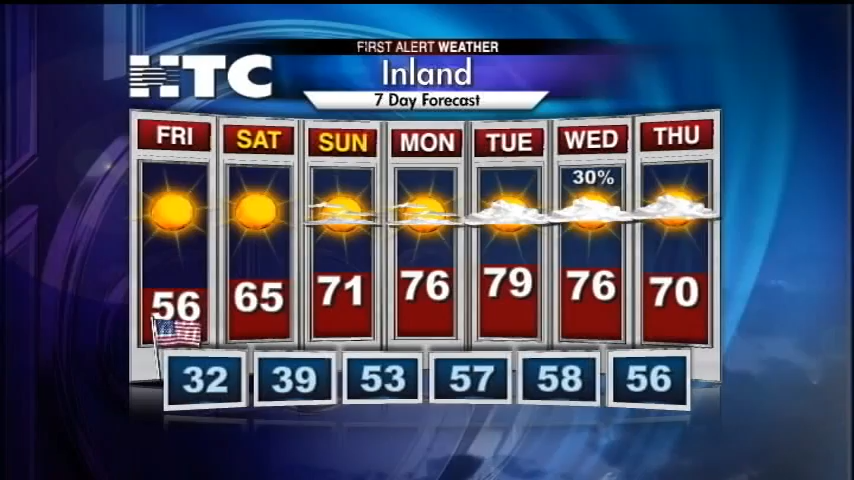 FIRST ALERT WEATHER
HTC
Inland
7 Day Forecast
FRI SAT SUN MON TUE WED THU
30%
56 65 71 76 79 76 70
32 39 53 57 58 56